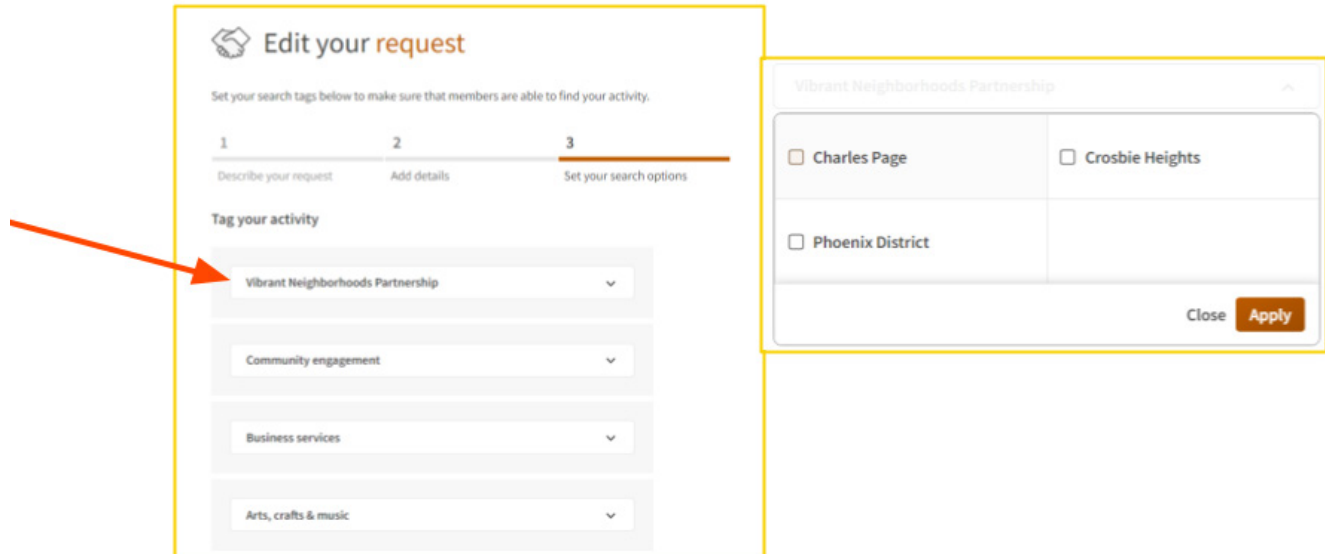 Edit your request
Set your search tags below to make sure that members are able to find your activity.
1 2 3
Describe your request Add details Set your search options
Tag your activity
Vibrant Neighborhoods Partnership
Community engagement
Business services
Arts, crafts & music
Vibrant Neighborhoods Partnership
Charles Page Crosbie Heights
Phoenix District
Close Apply